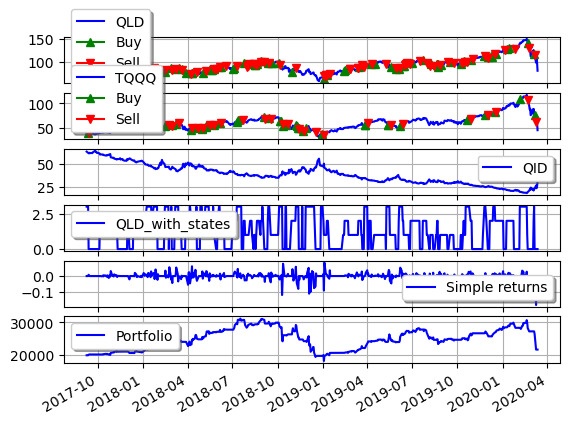 QLD
Buy
Sell
150
100
TQQQ
Buy
Sell
100
50
50
25
QID
2.5
0.0
QLD_with_states
0.0
−0.1
Simple returns
30000
20000
Portfolio
2017-10
2018-01
2018-04
2018-07
2018-10
2019-01
2019-04
2019-07
2019-10
2020-01
2020-04